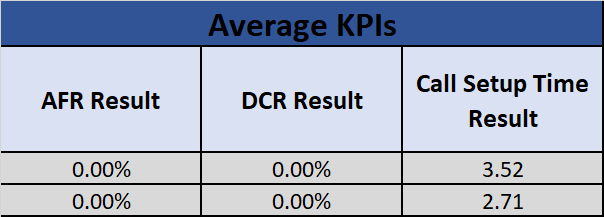 Average KPIs
AFR Result DCR Result Call Setup Time
Result
0.00% 0.00% 3.52
0.00% 0.00% 2.71